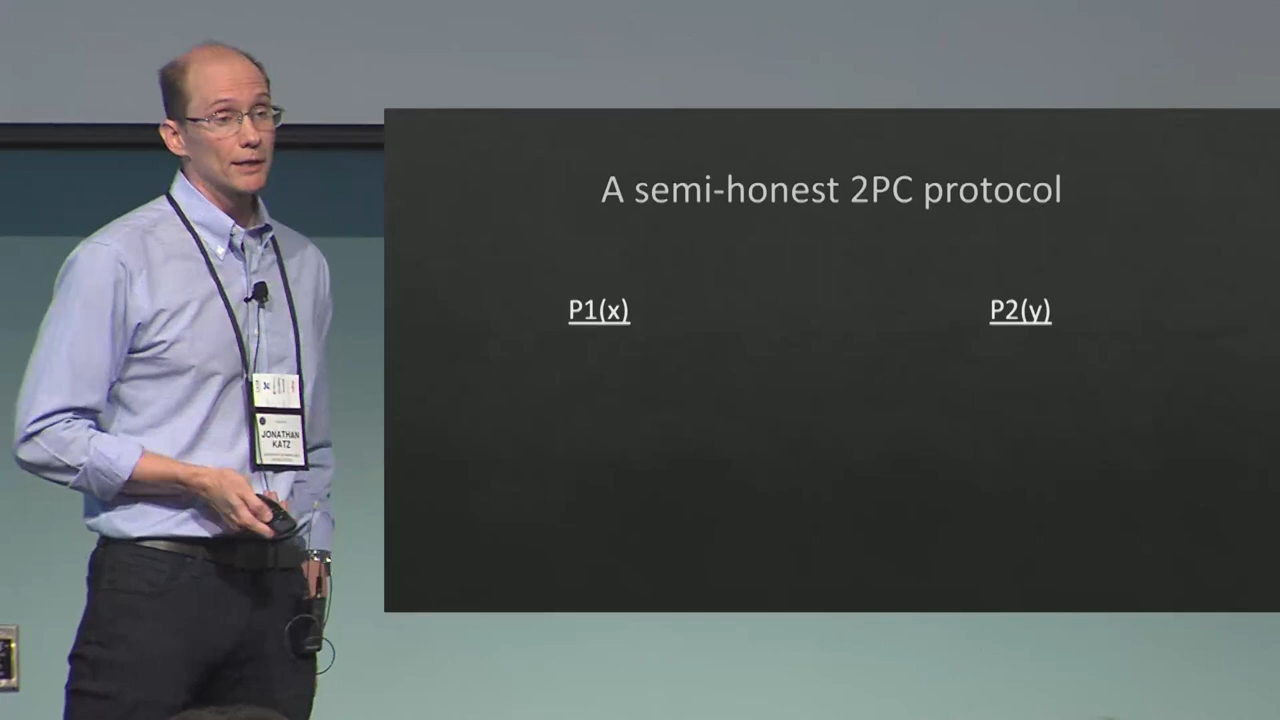 A semi-honest 2PC protocol
P1(x)
P2(y)
JONATHAN
KATZ